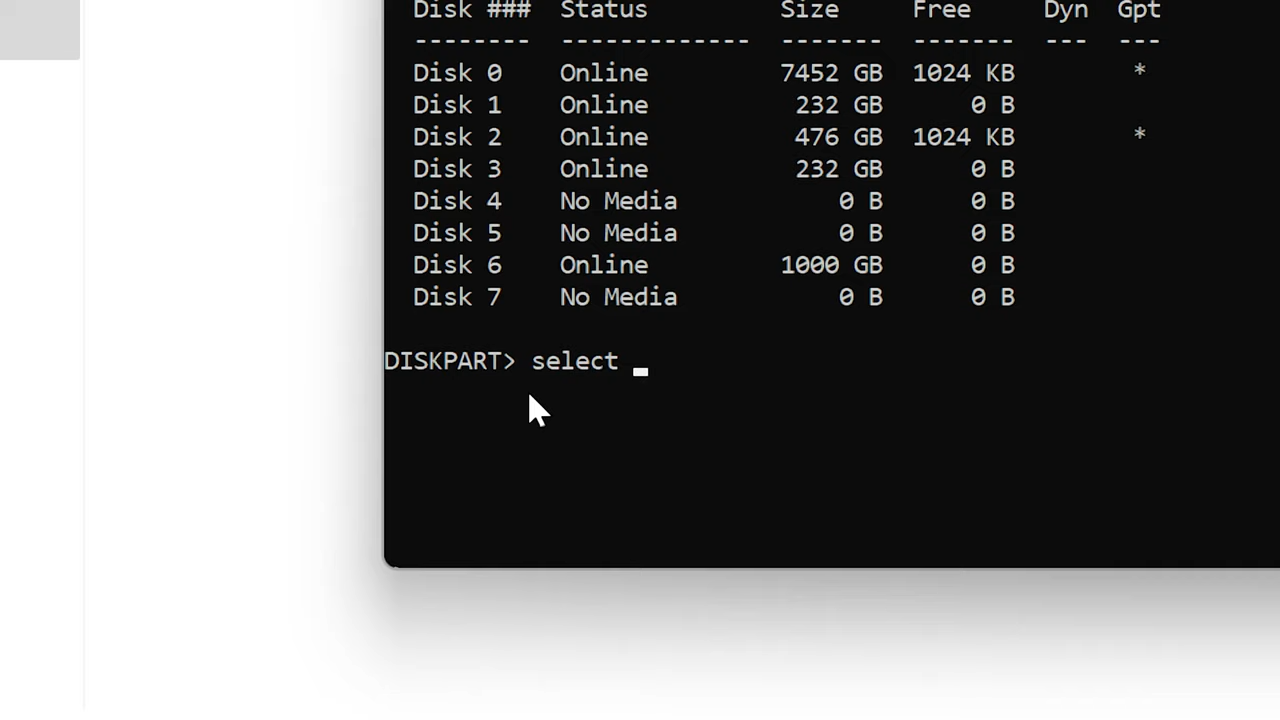 Disk ###  Status         Size     Free     Dyn  Gpt
--------  -------------  -------  -------  ---  ---
Disk 0    Online         7452 GB  1024 KB        *
Disk 1    Online          232 GB      0 B
Disk 2    Online          476 GB  1024 KB        *
Disk 3    Online          232 GB      0 B
Disk 4    No Media           0 B      0 B
Disk 5    No Media           0 B      0 B
Disk 6    Online         1000 GB      0 B
Disk 7    No Media           0 B      0 B
DISKPART> select